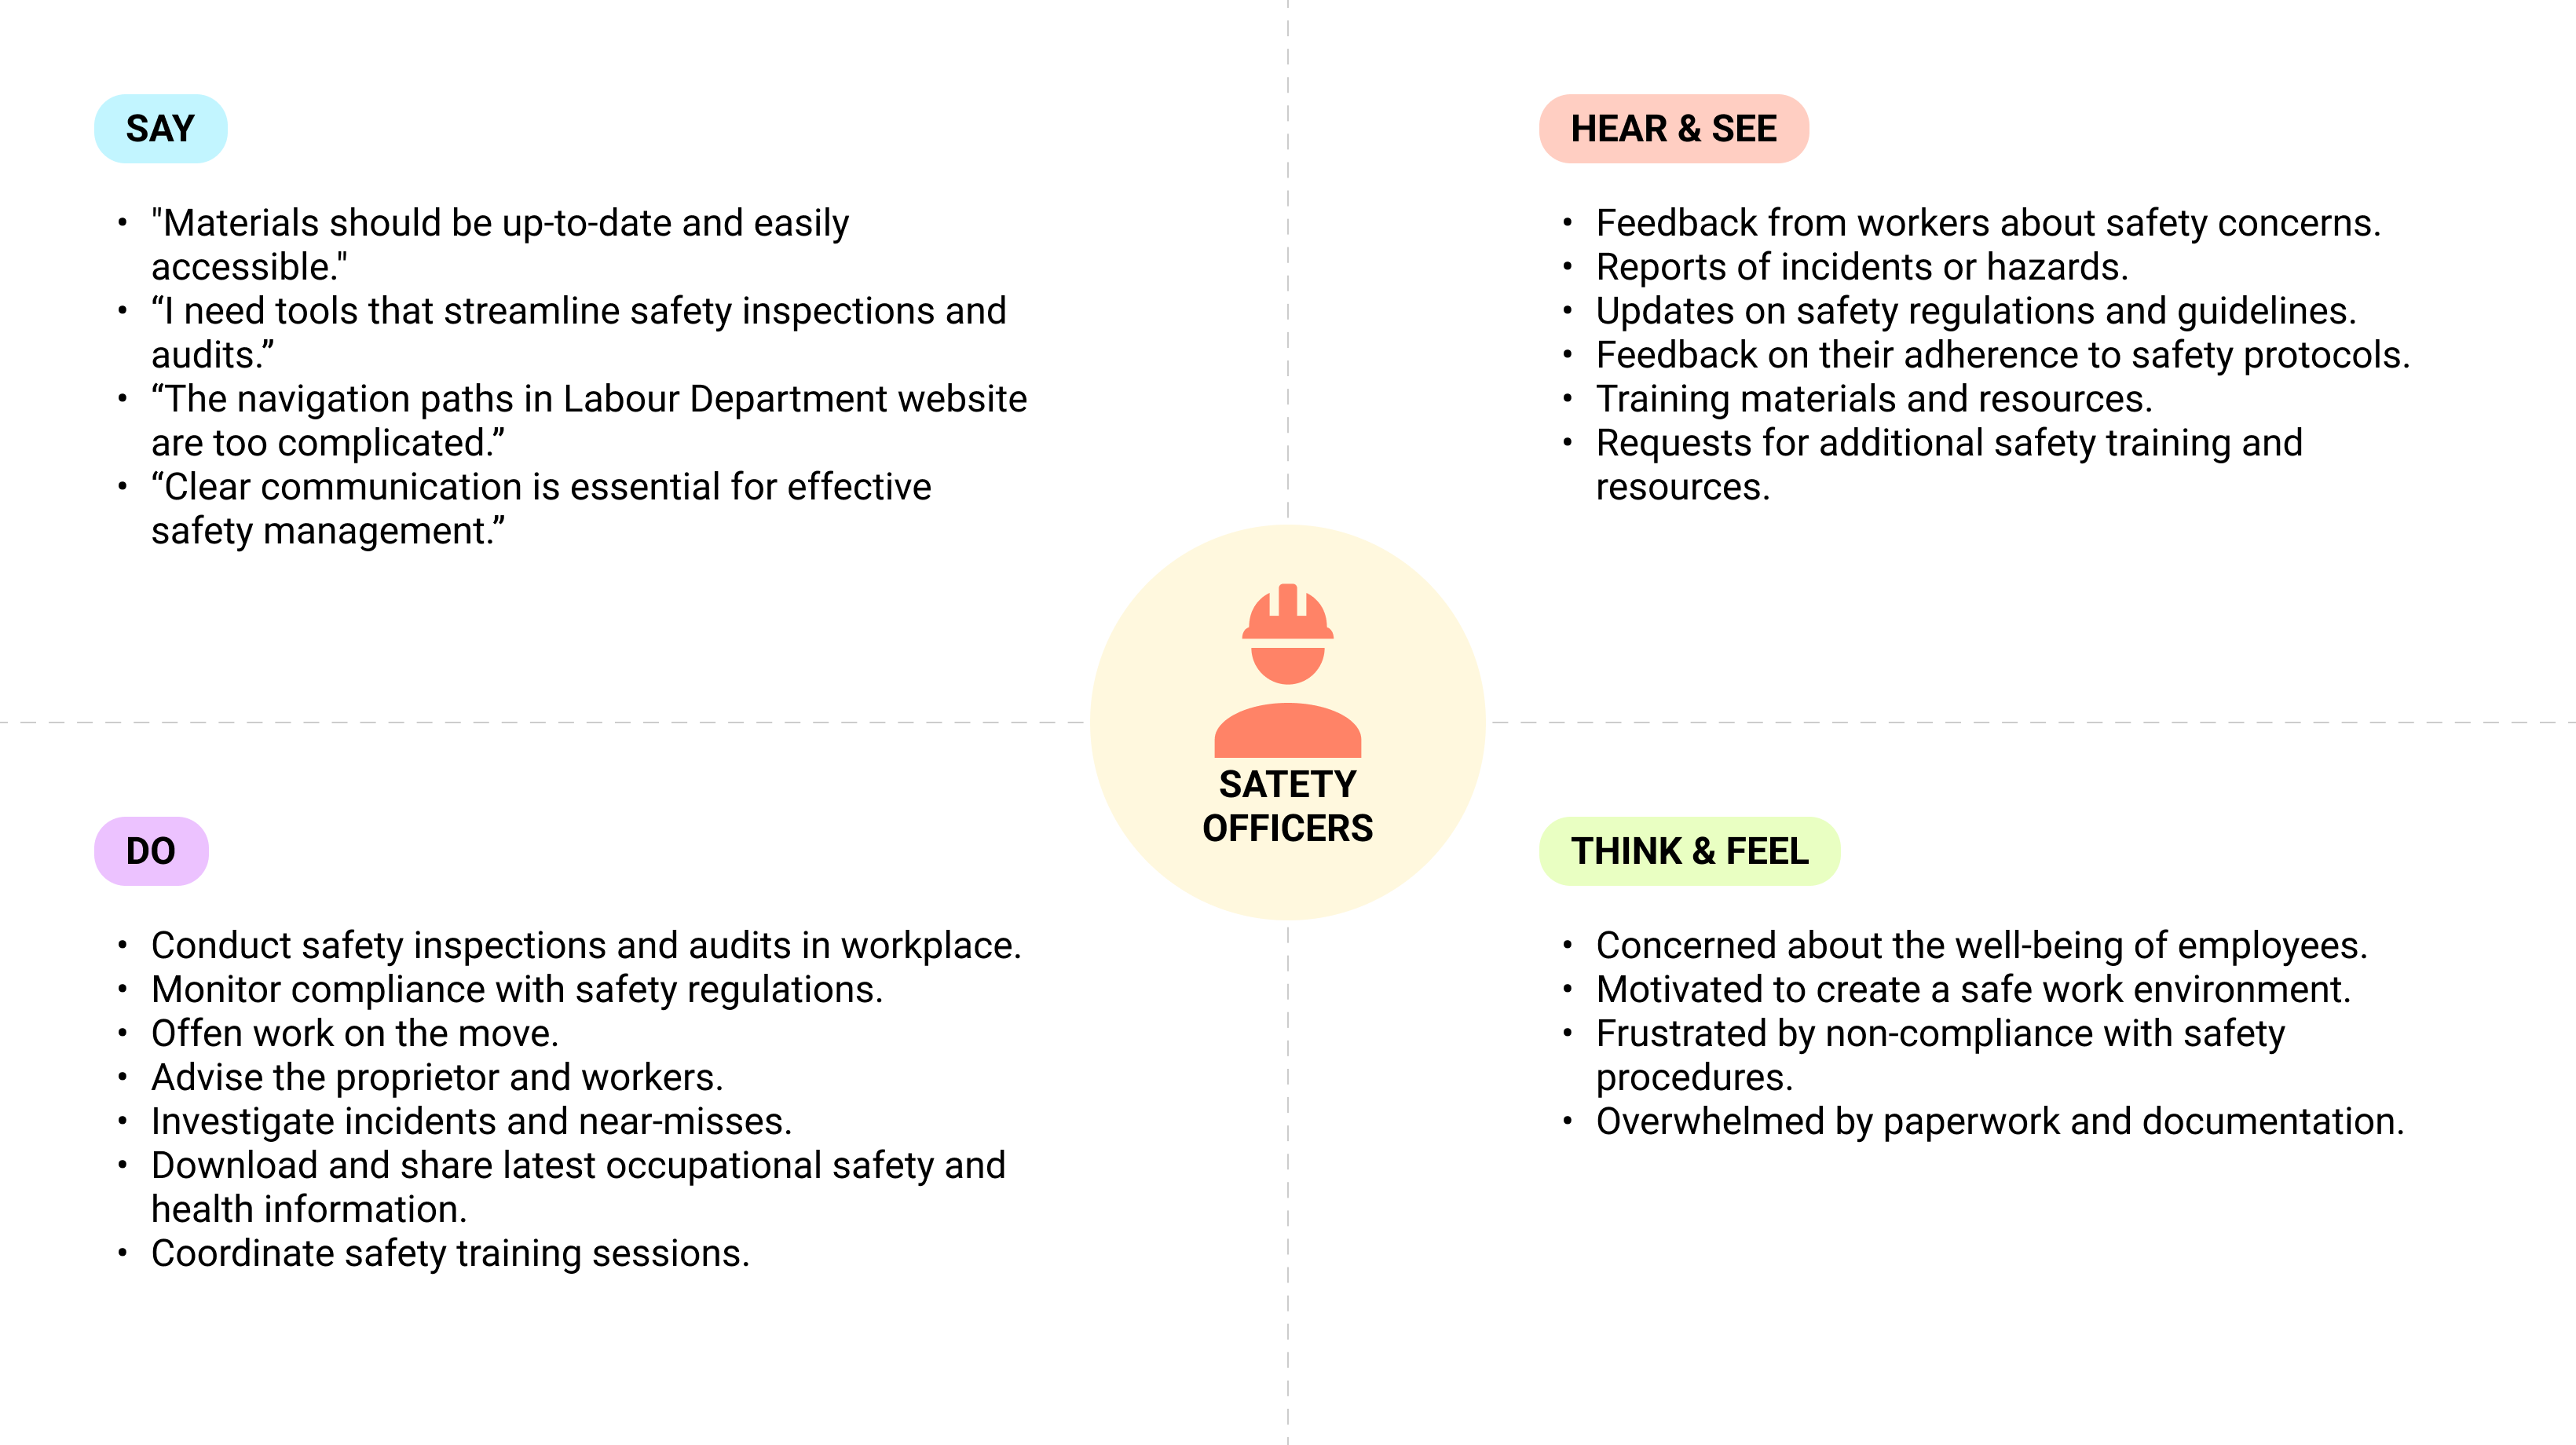 SAY
• "Materials should be up-to-date and easily
accessible."
• “I need tools that streamline safety inspections and
audits.”
• “The navigation paths in Labour Department website
are too complicated.”
• “Clear communication is essential for effective
safety management.”
HEAR & SEE
• Feedback from workers about safety concerns.
• Reports of incidents or hazards.
• Updates on safety regulations and guidelines.
• Feedback on their adherence to safety protocols.
• Training materials and resources.
• Requests for additional safety training and
resources.
SATETY
OFFICERS
DO
• Conduct safety inspections and audits in workplace.
• Monitor compliance with safety regulations.
• Offen work on the move.
• Advise the proprietor and workers.
• Investigate incidents and near-misses.
• Download and share latest occupational safety and
health information.
• Coordinate safety training sessions.
THINK & FEEL
• Concerned about the well-being of employees.
• Motivated to create a safe work environment.
• Frustrated by non-compliance with safety
procedures.
• Overwhelmed by paperwork and documentation.